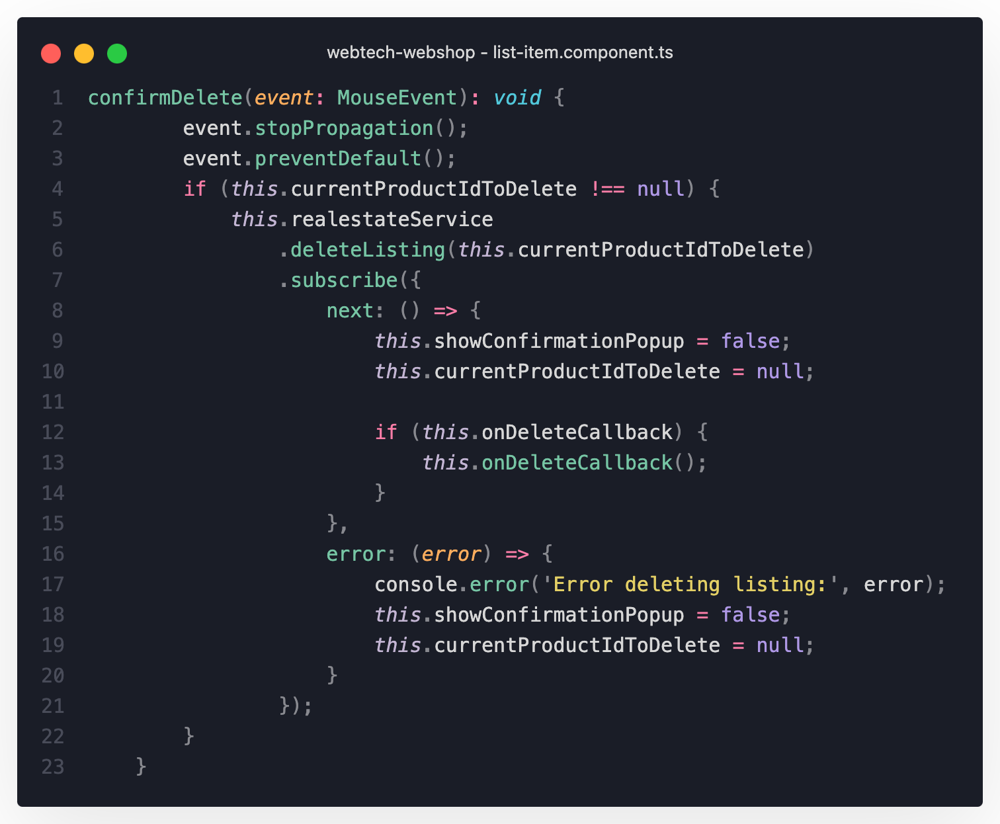 webtech-webshop - list-item.component.ts
1 confirmDelete(event: MouseEvent): void {
2         event.stopPropagation();
3         event.preventDefault();
4         if (this.currentProductIdToDelete !== null) {
5             this.realestateService
6                 .deleteListing(this.currentProductIdToDelete)
7                 .subscribe({
8                     next: () => {
9                         this.showConfirmationPopup = false;
10                         this.currentProductIdToDelete = null;
11
12                         if (this.onDeleteCallback) {
13                             this.onDeleteCallback();
14                         }
15                     },
16                     error: (error) => {
17                         console.error('Error deleting listing:', error);
18                         this.showConfirmationPopup = false;
19                         this.currentProductIdToDelete = null;
20                     }
21                 });
22         }
23     }